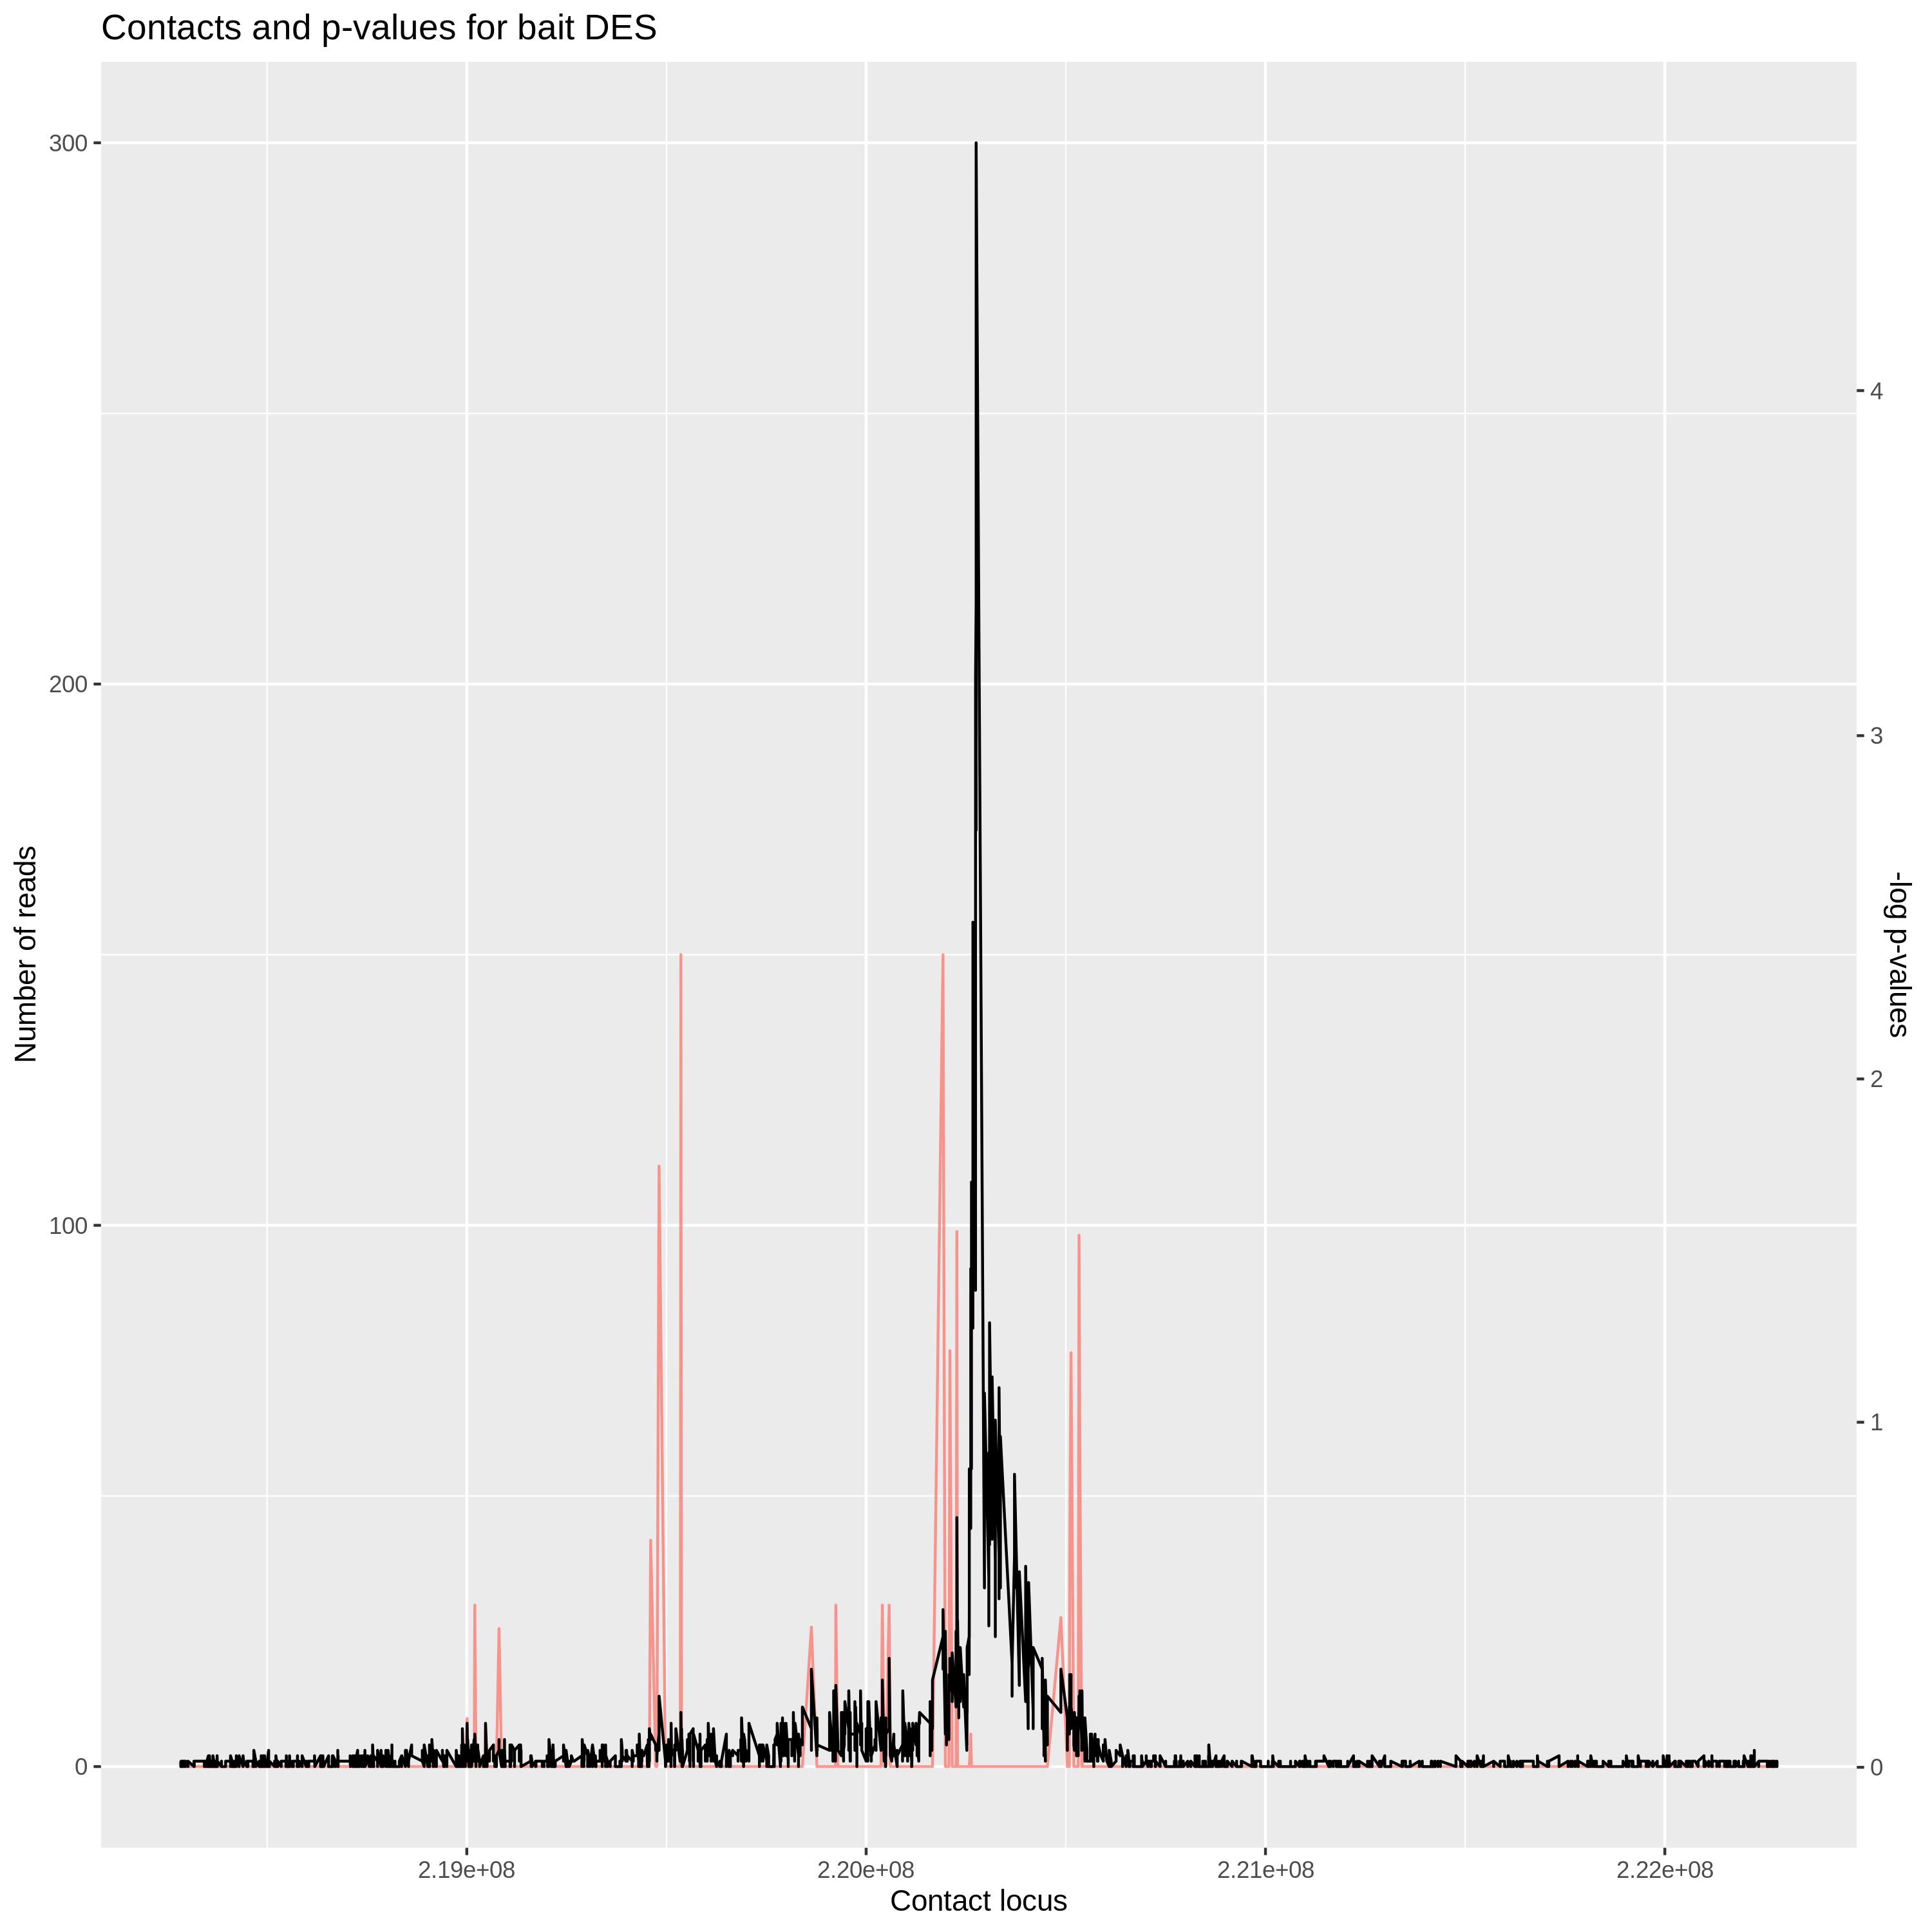 Contacts and p-values for bait DES
300
200
100
0
Number of reads
4
3
2
1
0
-log p-values
2.19e+08 2.20e+08 2.21e+08 2.22e+08
Contact locus